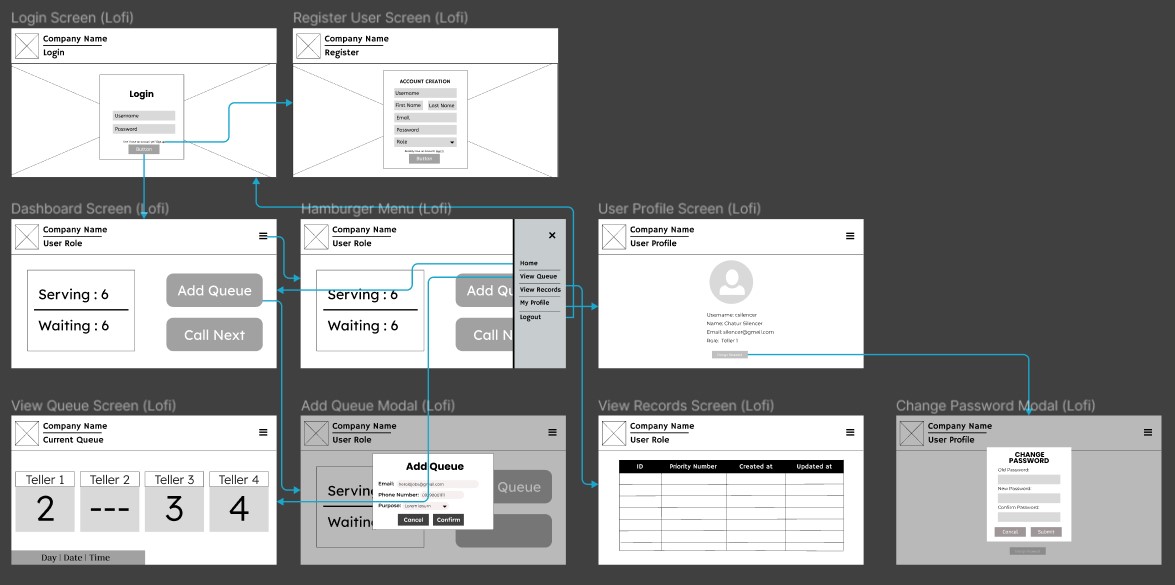 Login Screen (Lofi)
Register User Screen (Lofi)
Company Name
Login
Company Name
Register
Login
Username
Password
Button
ACCOUNT CREATION
Username
First Name
Last Name
Email
Password
Role
Button
Dashboard Screen (Lofi)
Hamburger Menu (Lofi)
User Profile Screen (Lofi)
Company Name
User Role
Serving : 6
Waiting : 6
Add Queue
Call Next
Company Name
User Role
Serving : 6
Waiting : 6
Add Qu
Call N
Home
View Queue
View Records
My Profile
Logout
Company Name
User Profile
Username: csilencer
Name: Chatur Silencer
Email: silencer@gmail.com
Role: Teller 1
View Queue Screen (Lofi)
Add Queue Modal (Lofi)
View Records Screen (Lofi)
Change Password Modal (Lofi)
Company Name
Current Queue
Teller 1
Teller 2
Teller 3
Teller 4
2
---
3
4
Day | Date | Time
Company Name
User Role
Servin
Waitin
Queue
Add Queue
Email:
Phone Number:
Purpose:
Lorem Ipsum
Cancel
Confirm
Company Name
User Role
ID
Priority Number
Created at
Updated at
Company Name
User Profile
CHANGE
PASSWORD
Old Password:
New Password:
Confirm Password:
Cancel
Submit